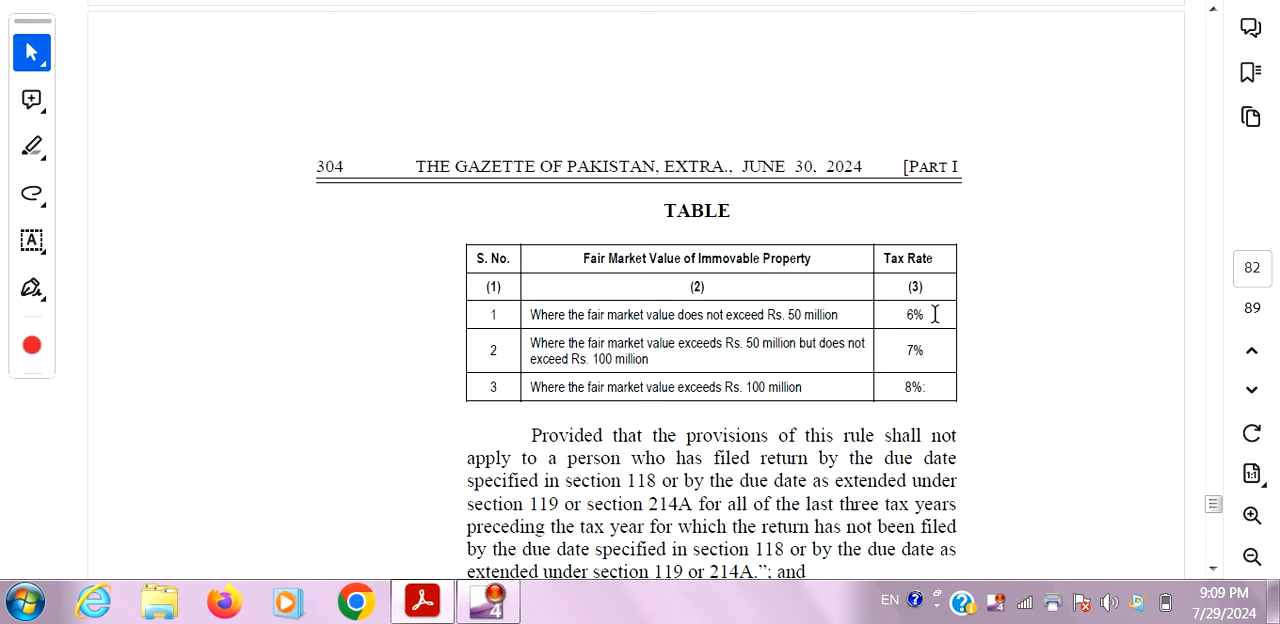 304 THE GAZETTE OF PAKISTAN, EXTRA., JUNE 30, 2024 [PART I
TABLE
S. No. Fair Market Value of Immovable Property Tax Rate
(1) (2) (3)
1 Where the fair market value does not exceed Rs. 50 million 6%
2 Where the fair market value exceeds Rs. 50 million but does not
exceed Rs. 100 million 7%
3 Where the fair market value exceeds Rs. 100 million 8%:
Provided that the provisions of this rule shall not
apply to a person who has filed return by the due date
specified in section 118 or by the due date as extended under
section 119 or section 214A for all of the last three tax years
preceding the tax year for which the return has not been filed
by the due date specified in section 118 or by the due date as
extended under section 119 or 214A.”; and
82
89
1:1
4
EN
9:09 PM
7/29/2024